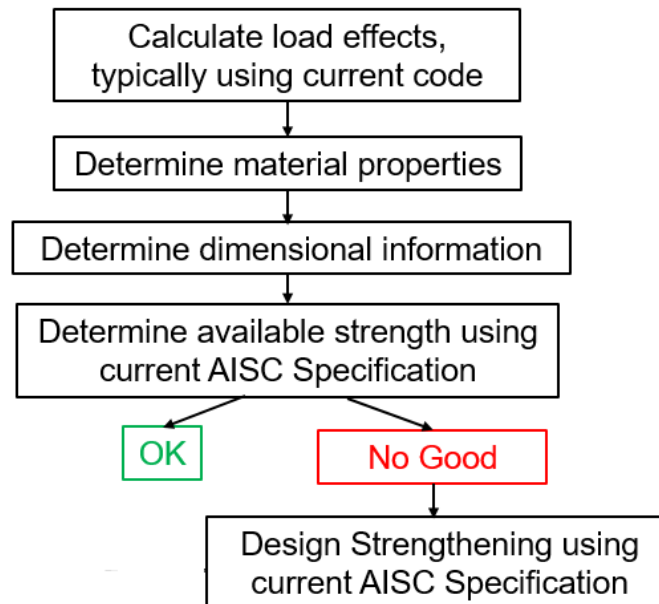 Calculate load effects,
typically using current code
Determine material properties
Determine dimensional information
Determine available strength using
current AISC Specification
OK
No Good
Design Strengthening using
current AISC Specification